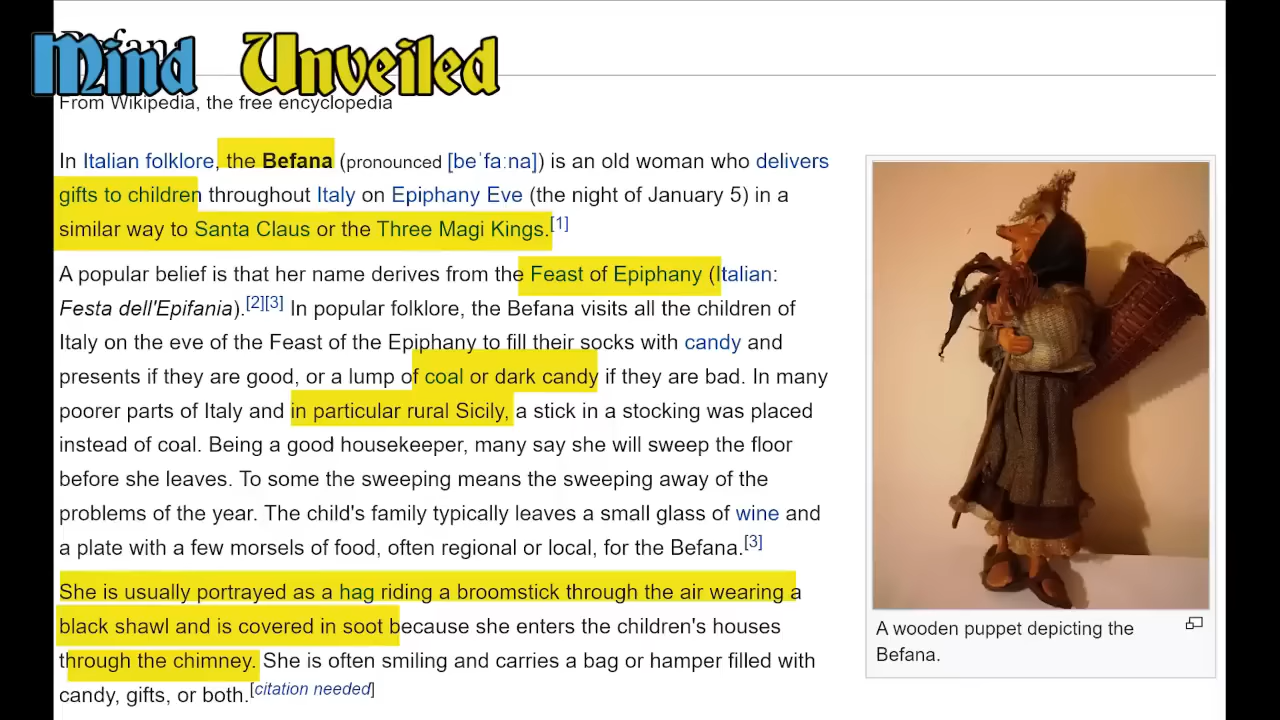 Mind Unveiled
From Wikipedia, the free encyclopedia
In Italian folklore, the Befana (pronounced [beˈfaːna]) is an old woman who delivers
gifts to children throughout Italy on Epiphany Eve (the night of January 5) in a
similar way to Santa Claus or the Three Magi Kings.[1]
A popular belief is that her name derives from the Feast of Epiphany (Italian:
Festa dell'Epifania).[2][3] In popular folklore, the Befana visits all the children of
Italy on the eve of the Feast of the Epiphany to fill their socks with candy and
presents if they are good, or a lump of coal or dark candy if they are bad. In many
poorer parts of Italy and in particular rural Sicily, a stick in a stocking was placed
instead of coal. Being a good housekeeper, many say she will sweep the floor
before she leaves. To some the sweeping means the sweeping away of the
problems of the year. The child's family typically leaves a small glass of wine and
a plate with a few morsels of food, often regional or local, for the Befana.[3]
She is usually portrayed as a hag riding a broomstick through the air wearing a
black shawl and is covered in soot because she enters the children's houses
through the chimney. She is often smiling and carries a bag or hamper filled with
candy, gifts, or both.[citation needed]
A wooden puppet depicting the
Befana.